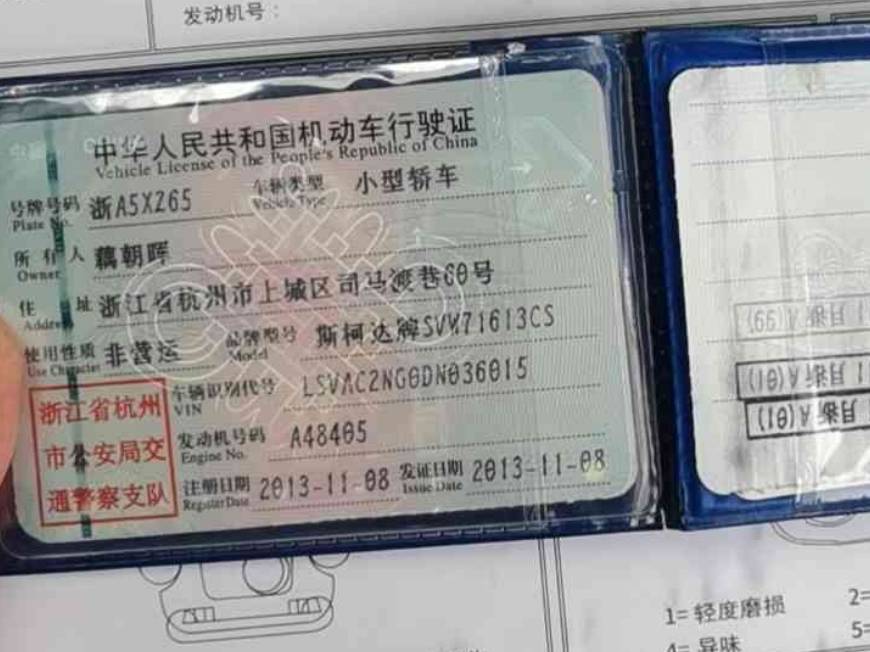 发动机号：
中华人民共和国机动车行驶证
Vehicle License of the People's Republic of China
号牌号码 浙A5X265 车辆类型 小型轿车
Plate No. Vehicle Type
所有人 藕朝晖
Owner
住址 浙江省杭州市上城区司马渡巷60号
Address
使用性质 非营运 品牌型号 斯柯达牌SVW71613CS
Use Character Model
车辆识别代号 LSVAC2NG0DN036015
VIN
发动机号码 A48405
Engine No.
注册日期 2013-11-08 发证日期 2013-11-08
Register Date Issue Date
浙江省杭州
市公安局交
通警察支队
1=轻度磨损
2=
4=异味
5=